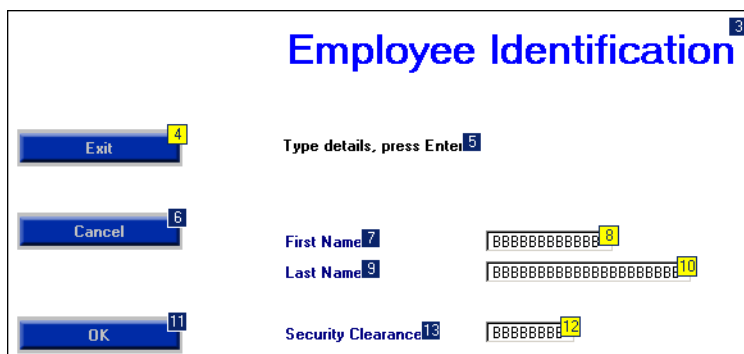 Employee Identification 3
Exit 4
Type details, press Enter 5
Cancel 6
First Name 7 BBBBBBBBBBBB 8
Last Name 9 BBBBBBBBBBBBBBBBBBBBB 10
OK 11
Security Clearance 13 BBBBBBBB 12